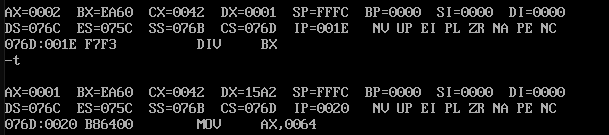 AX=0002  BX=EA60  CX=0042  DX=0001  SP=FFFC  BP=0000  SI=0000  DI=0000
DS=076C  ES=075C  SS=076B  CS=076D  IP=001E   NV UP EI PL ZR NA PE NC
076D:001E F7F3          DIV     BX
-t
AX=0001  BX=EA60  CX=0042  DX=15A2  SP=FFFC  BP=0000  SI=0000  DI=0000
DS=076C  ES=075C  SS=076B  CS=076D  IP=0020   NV UP EI PL ZR NA PE NC
076D:0020 B86400        MOV     AX,0064